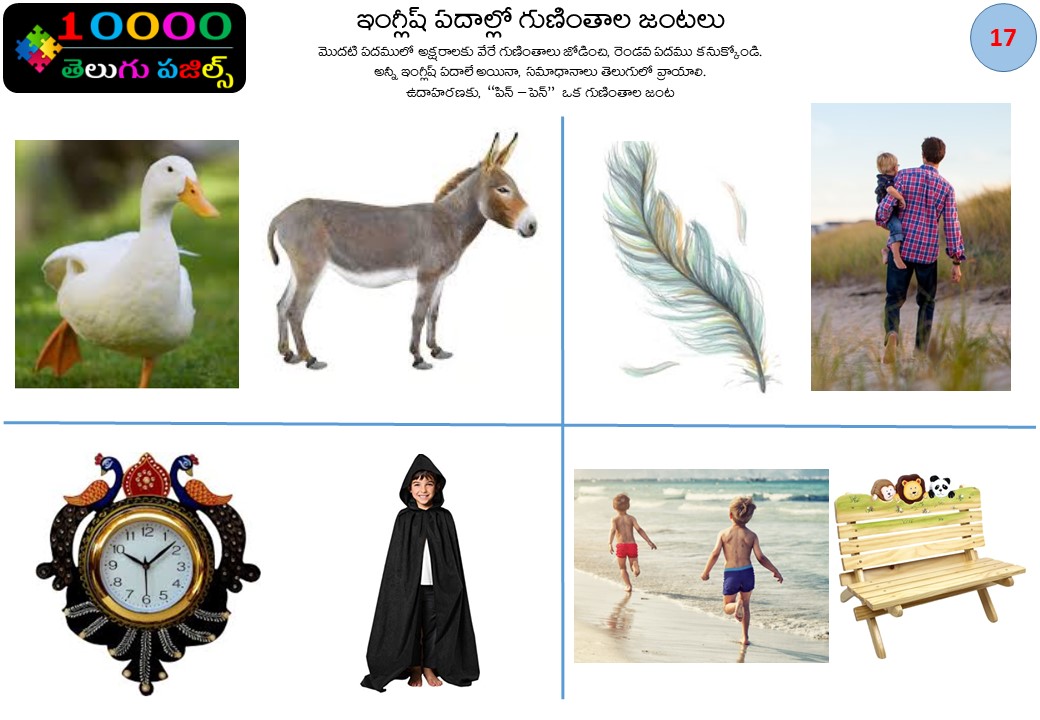 10000
తెలుగు పజిల్స్
ఇంగ్లీష్ పదాల్లో గుణింతాల జంటలు
మొదటి పదములో అక్షరాలకు వేరే గుణింతాలు జోడించి, రెండవ పదము కనుక్కోండి.
అన్నీ ఇంగ్లీష్ పదాలే అయినా, సమాధానాలు తెలుగులో వ్రాయాలి.
ఉదాహరణకు, “పిన్ – పెన్” ఒక గుణింతాల జంట
17
12
11
1
10
2
9
3
8
4
7
5
6